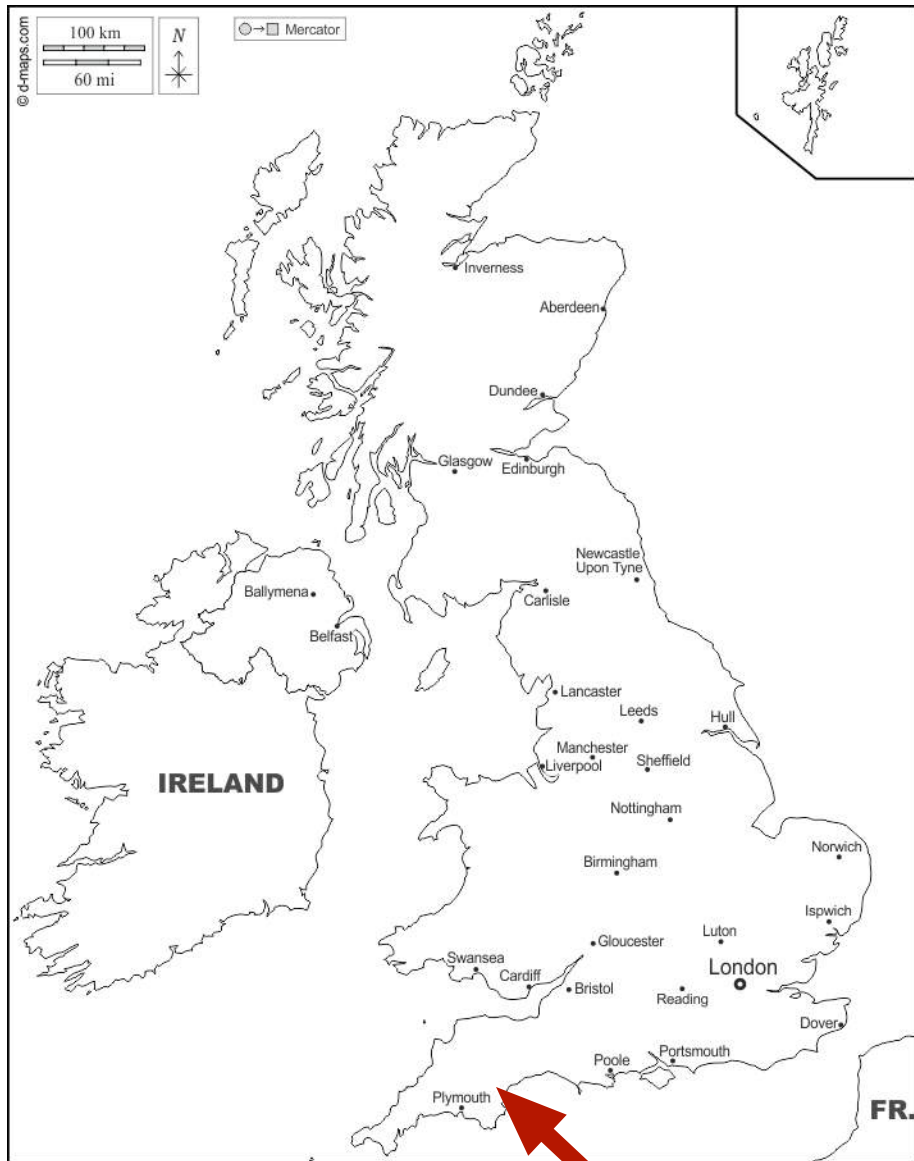 © d-maps.com
100 km
60 mi
N
Mercator
Inverness
Aberdeen
Dundee
Glasgow
Edinburgh
Newcastle
Upon Tyne
Ballymena
Carlisle
Belfast
Lancaster
Leeds
Hull
Manchester
Liverpool
Sheffield
IRELAND
Nottingham
Norwich
Birmingham
Ispwich
Luton
Gloucester
Swansea
London
Cardiff
Bristol
Reading
Dover
Portsmouth
Poole
Plymouth
FR.